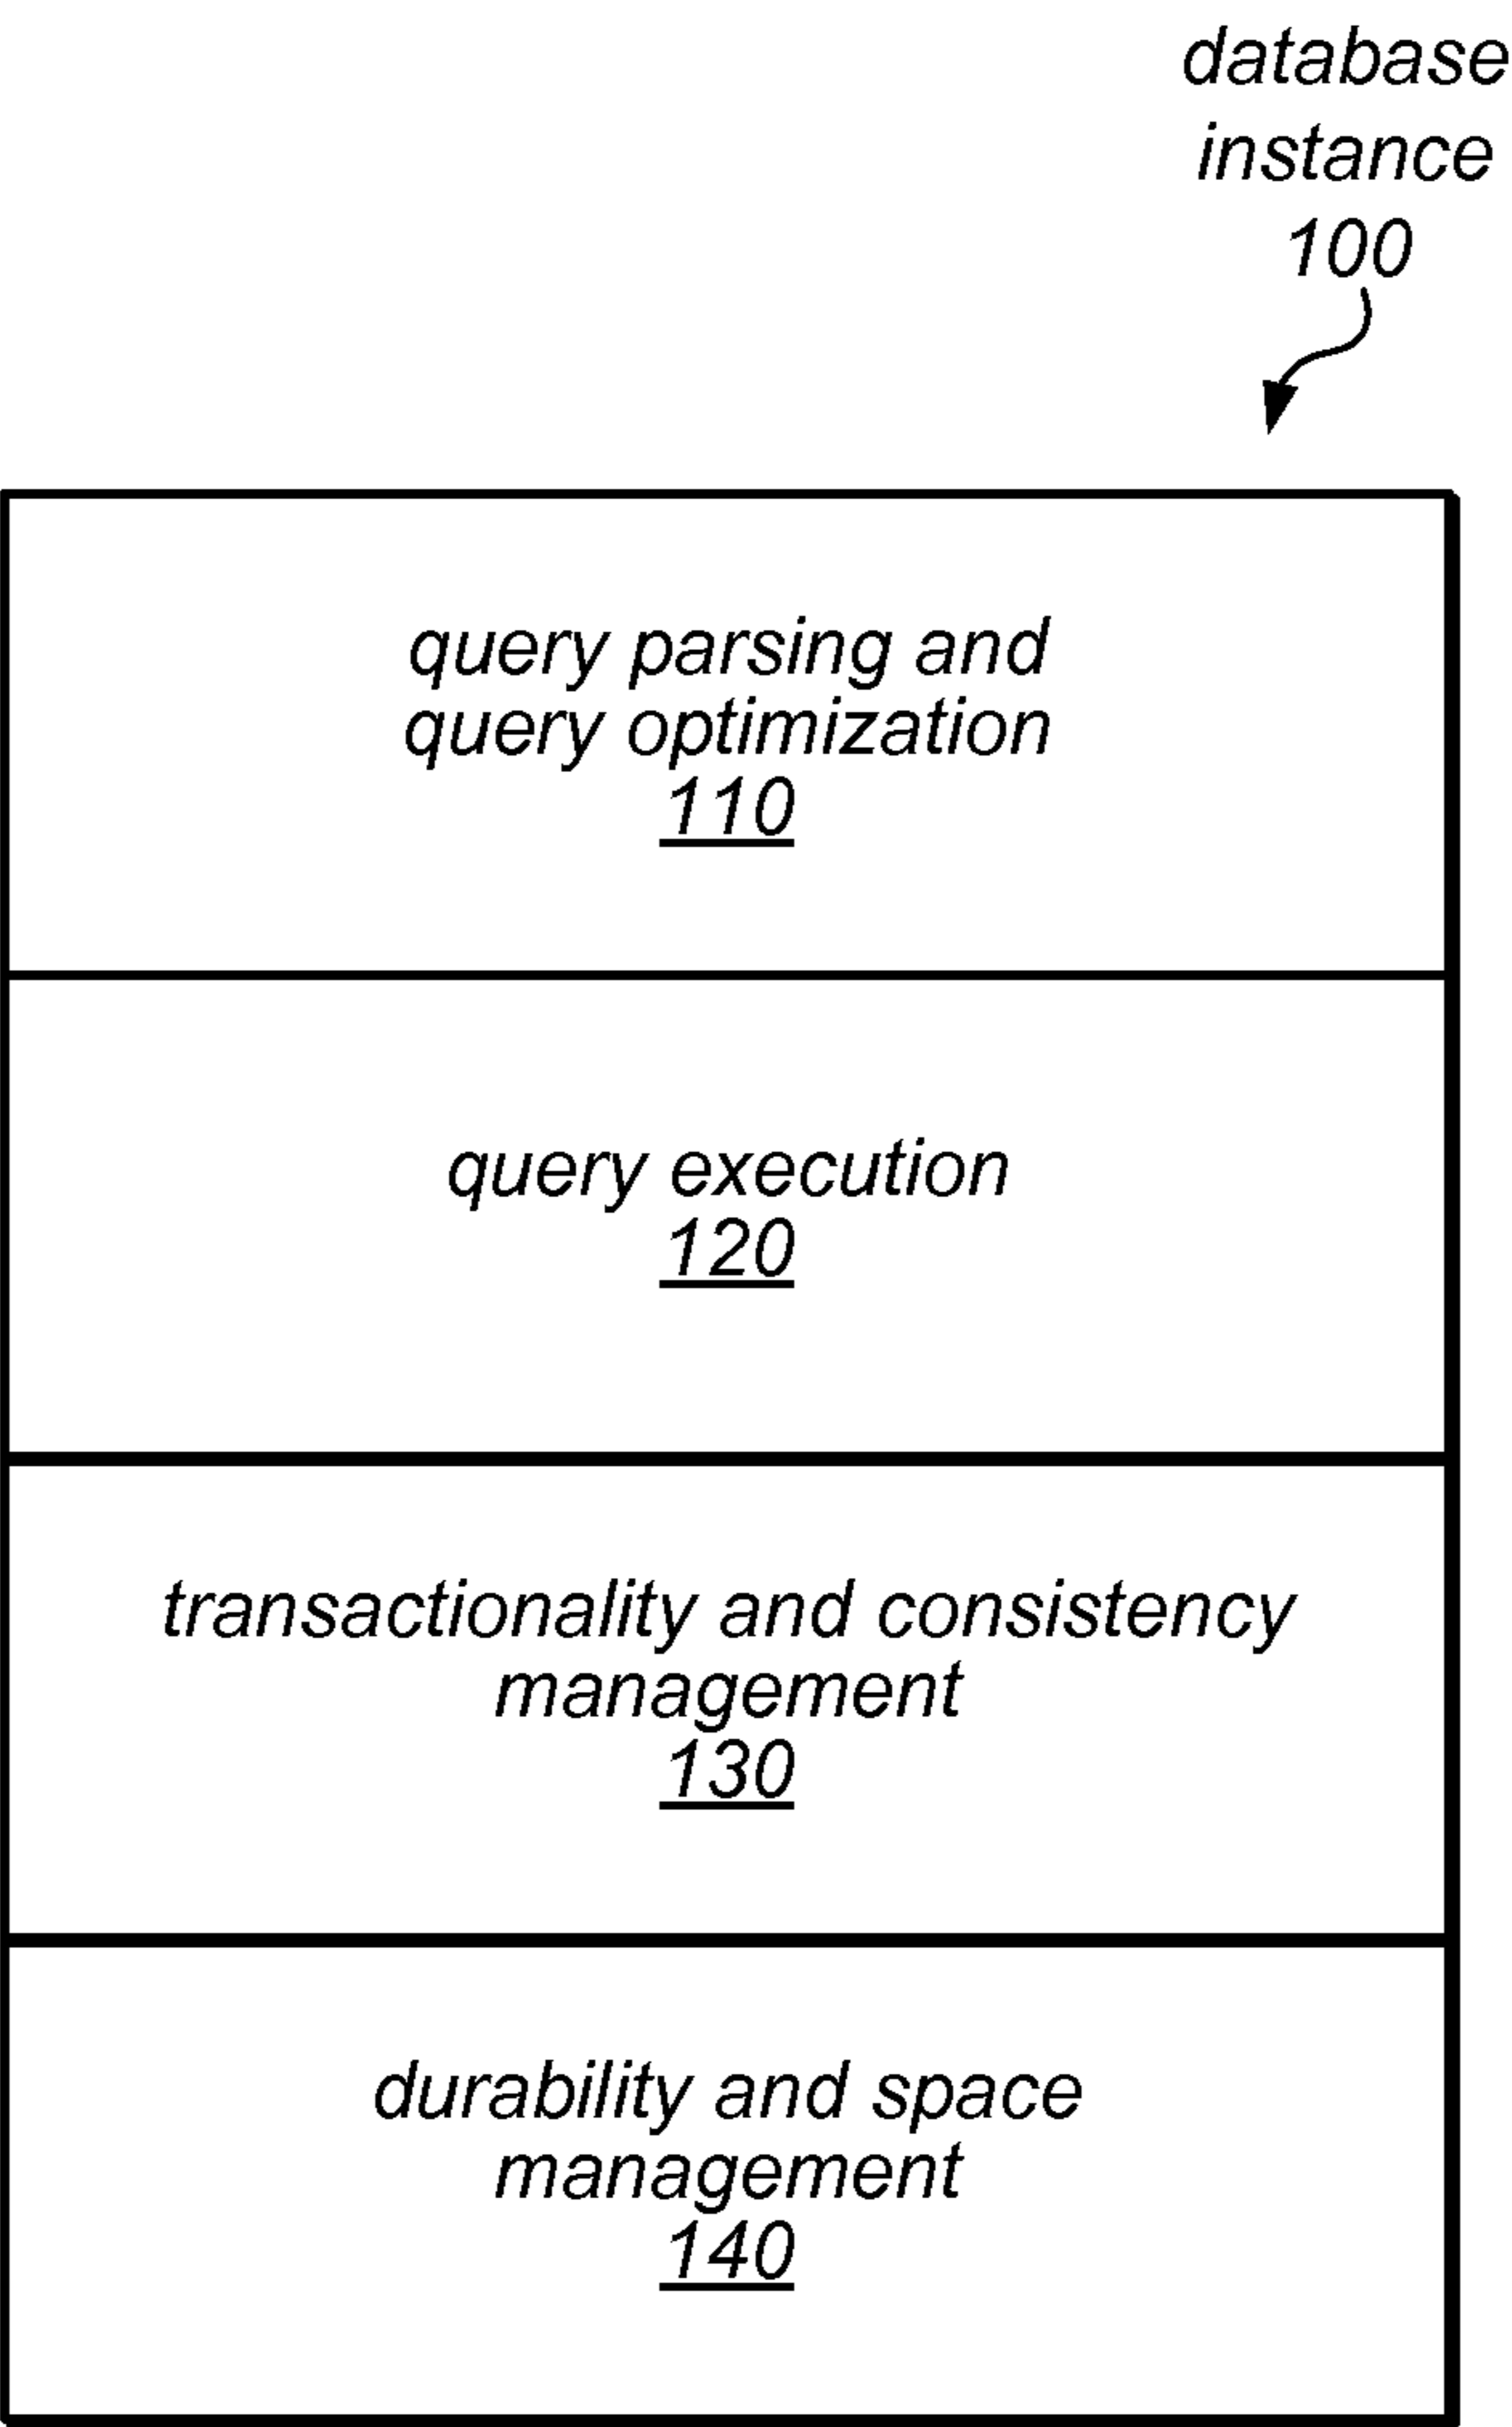 database
instance
100
query parsing and
query optimization
110
query execution
120
transactionality and consistency
management
130
durability and space
management
140